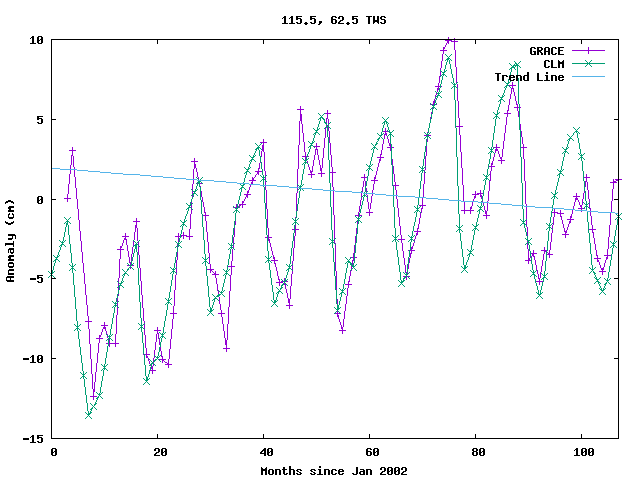 115.5, 62.5 TWS
GRACE
CLM
Trend Line
10
5
0
-5
-10
-15
Anomaly (cm)
0 20 40 60 80 100
Months since Jan 2002